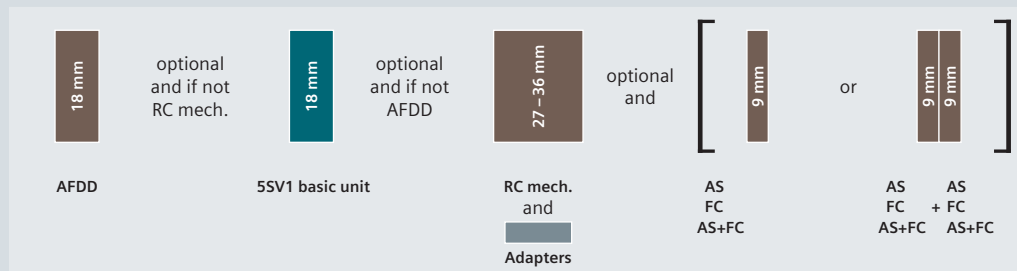 18 mm
optional
and if not
RC mech.
18 mm
optional
and if not
AFDD
27 – 36 mm
optional
and
9 mm
or
9 mm
9 mm
AFDD
5SV1 basic unit
RC mech.
and
Adapters
AS
FC
AS+FC
AS AS
FC + FC
AS+FC AS+FC